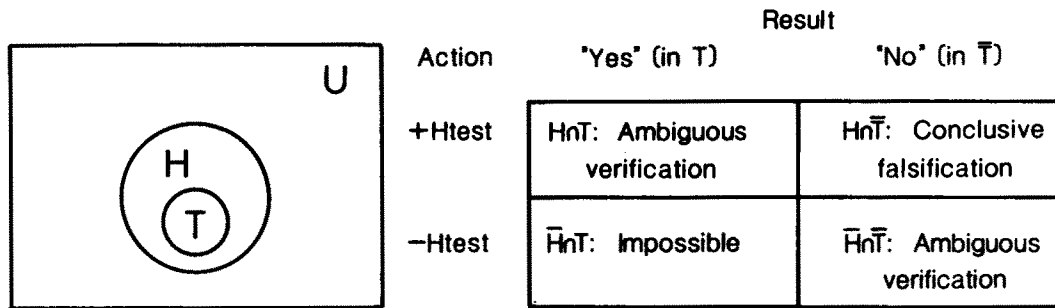 Result
Action "Yes" (in T) "No" (in T̅)
U
H
T
+Htest H∩T: Ambiguous verification H∩T̅: Conclusive falsification
−Htest H̅∩T: Impossible H̅∩T̅: Ambiguous verification